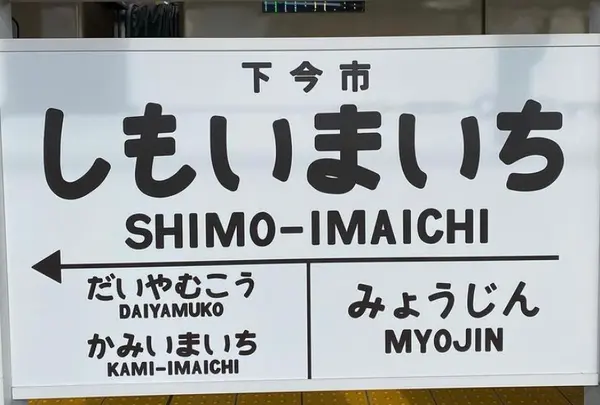 下今市
しもいまいち
SHIMO-IMAICHI
だいやむこう
DAIYAMUKO
かみいまいち
KAMI-IMAICHI
みょうじん
MYOJIN